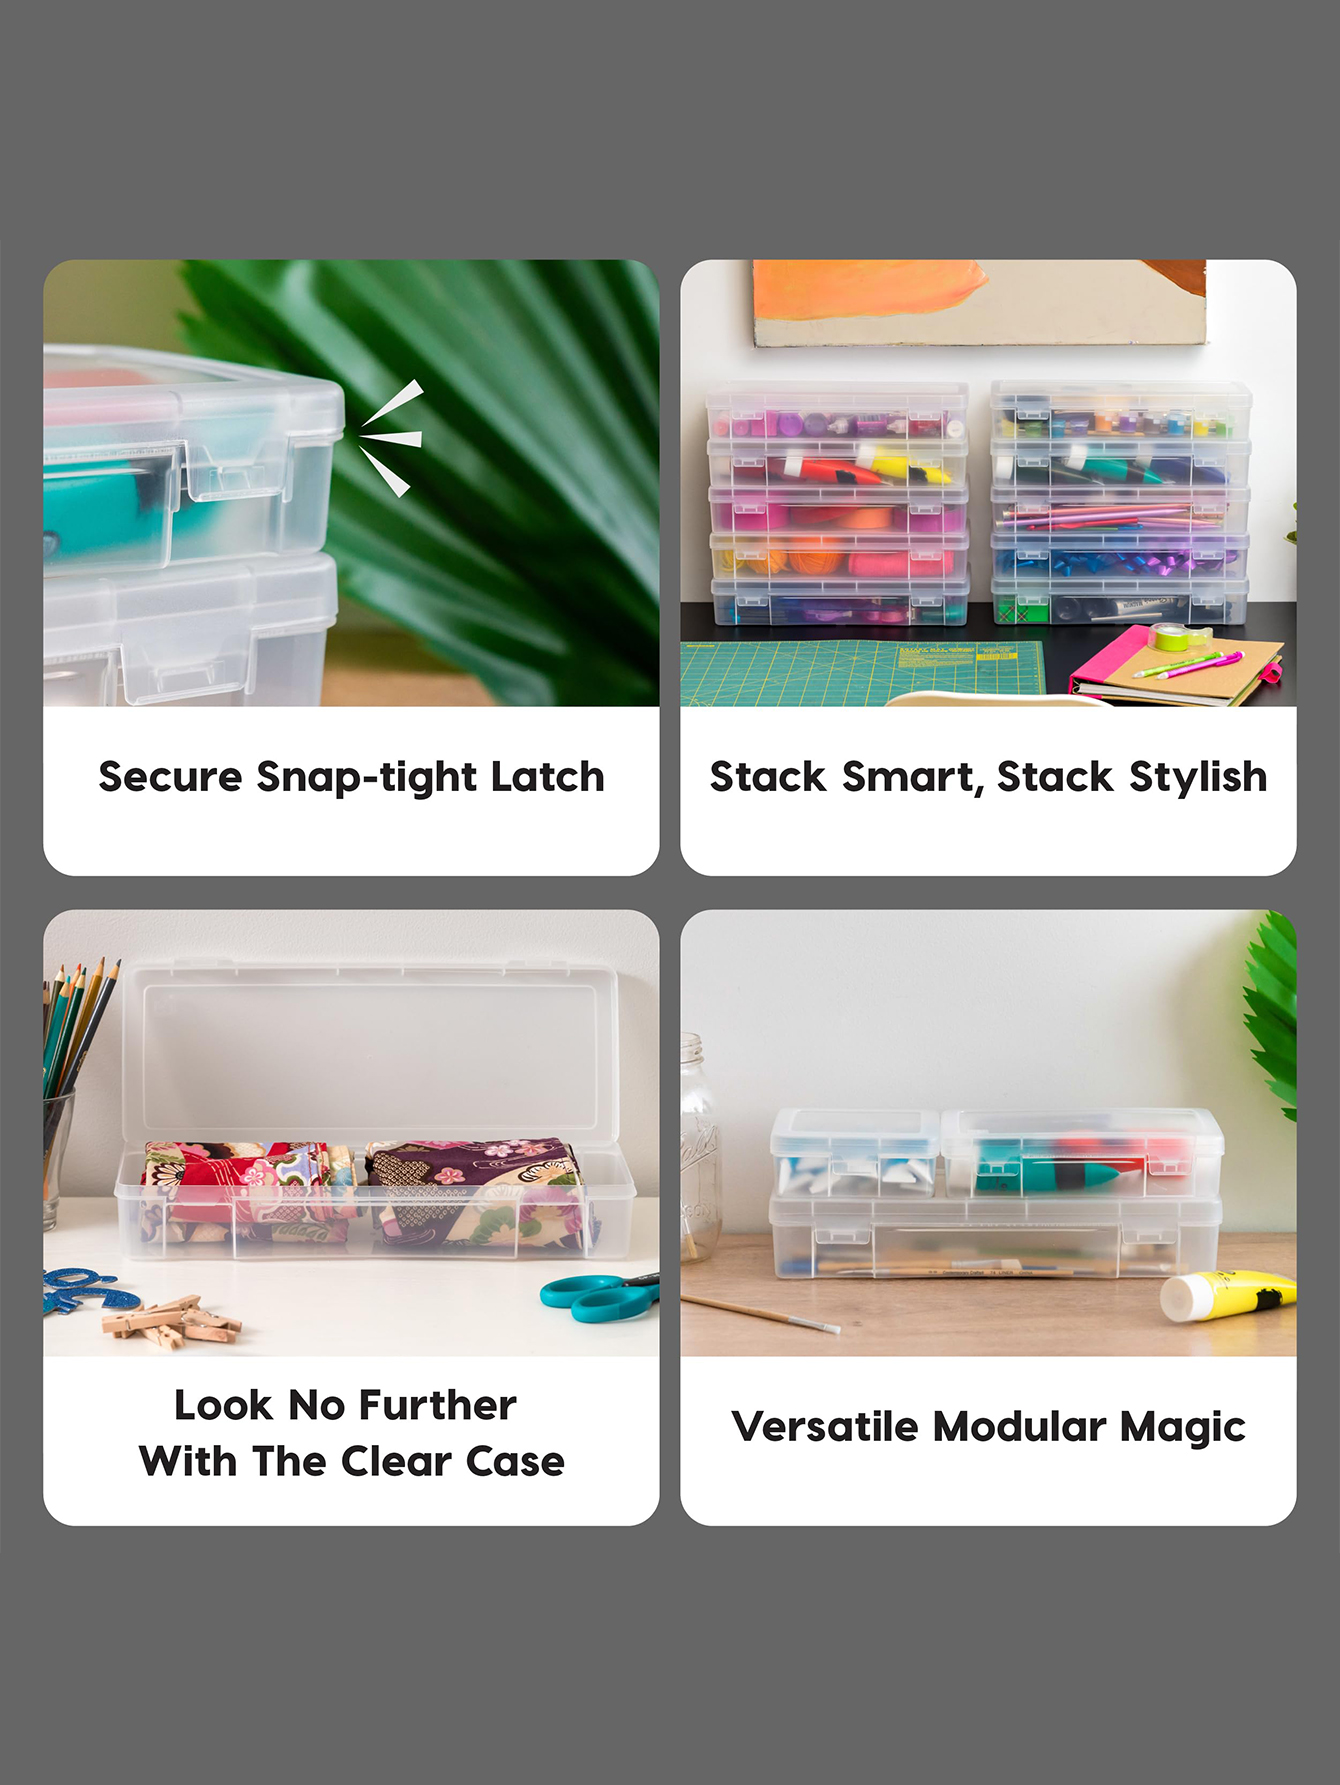 Secure Snap-tight Latch
Stack Smart, Stack Stylish
Look No Further
With The Clear Case
Versatile Modular Magic